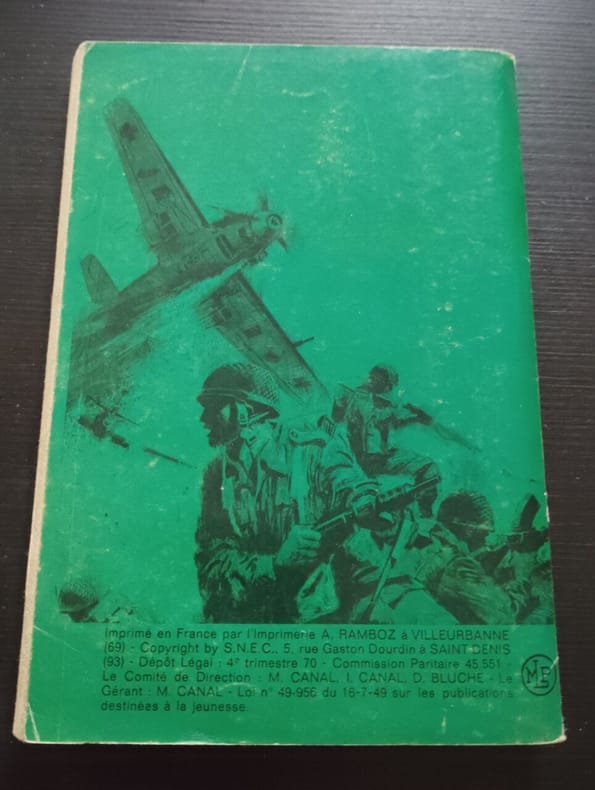 Imprimé en France par l'Imprimerie A. RAMBOZ à VILLEURBANNE
(69) - Copyright by S.N.E.C., 5, rue Gaston Dourdin à SAINT-DENIS
(93) - Dépôt Légal : 4e trimestre 70 - Commission Paritaire 45.551 -
Le Comité de Direction : M. CANAL, I. CANAL, D. BLUCHE - Le
Gérant : M. CANAL - Loi n° 49-956 du 16-7-49 sur les publications
destinées à la jeunesse.